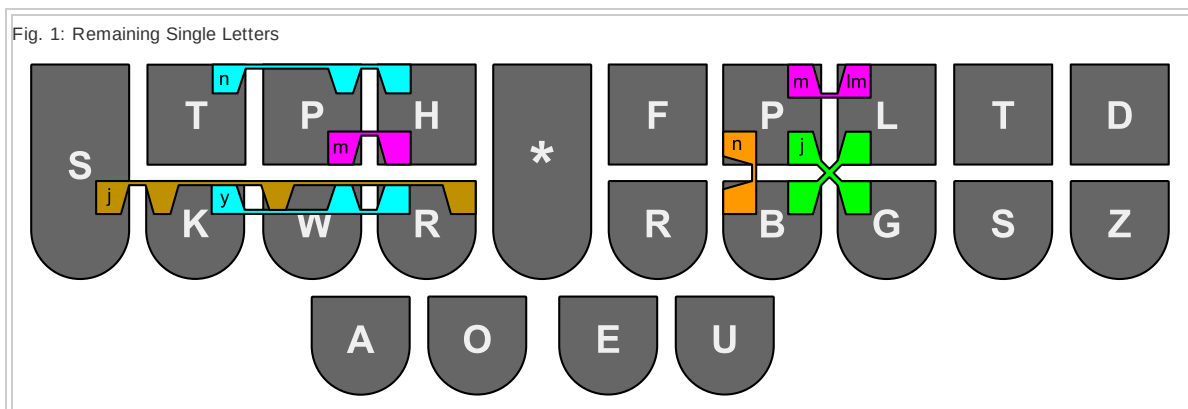 Fig. 1: Remaining Single Letters
n m lm
T P H F P L T D
m n j
S *
j y
K W R R B G S Z
A O E U